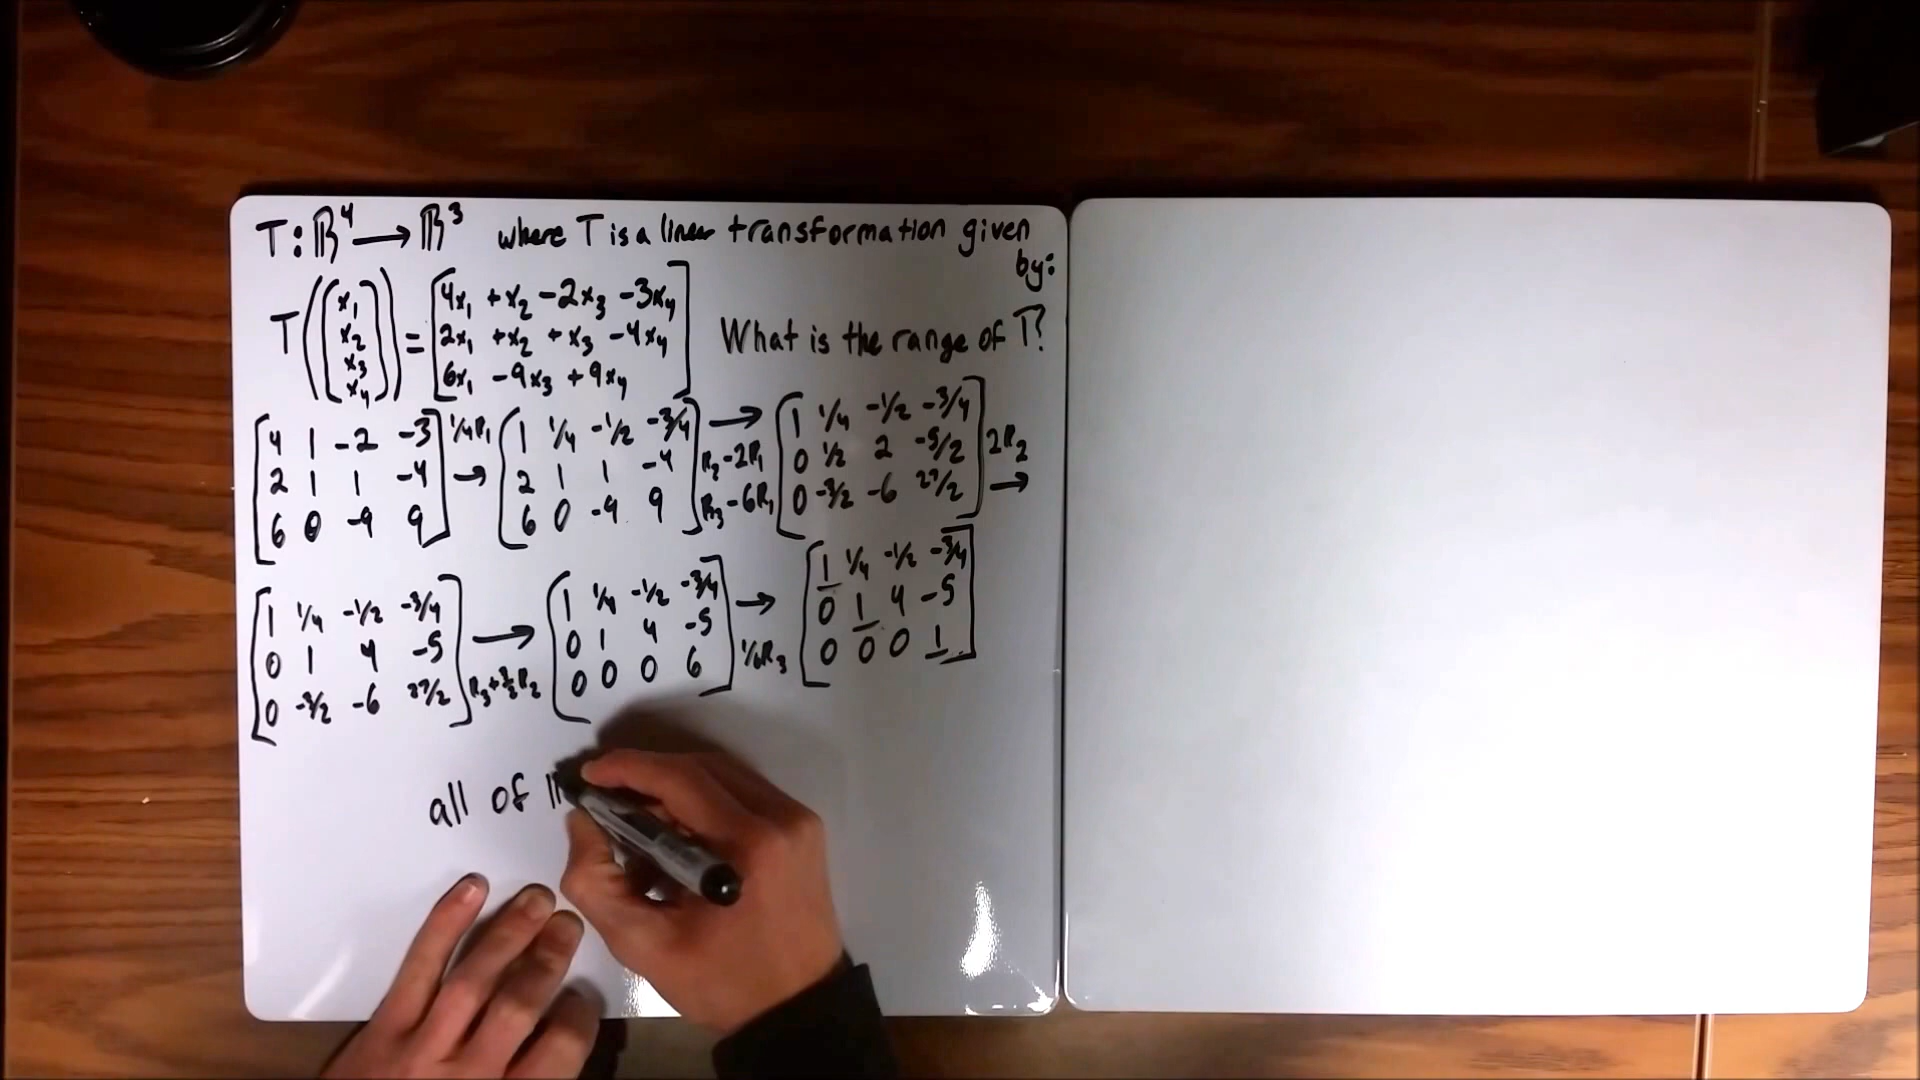 T: ℝ⁴ → ℝ³ where T is a linear transformation given
by:
T([x₁ x₂ x₃ x₄]) = [4x₁ + x₂ - 2x₃ - 3x₄
2x₁ + x₂ + x₃ - 4x₄
6x₁ - 9x₃ + 9x₄] What is the range of T?
[4 1 -2 -3 1/4R₁ [1 1/4 -1/2 -3/4 → [1 1/4 -1/2 -3/4
2 1 1 -4 → 2 1 1 -4 R₂-2R₁ 0 1/2 2 -5/2 2R₂
6 0 -9 9] 6 0 -9 9] R₃-6R₁ 0 -3/2 -6 27/2] →
[1 1/4 -1/2 -3/4 → [1 1/4 -1/2 -3/4 → [1 1/4 -1/2 -3/4
0 1 4 -5 0 1 4 -5 0 1 4 -5
0 -3/2 -6 27/2] R₃+3/2R₂ 0 0 0 6] 1/6R₃ 0 0 0 1]
all of